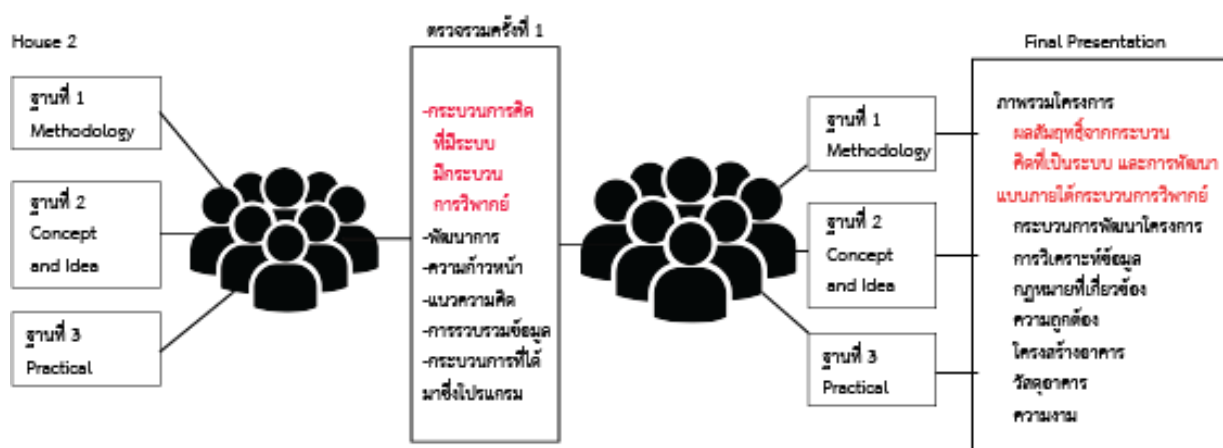 House 2
ฐานที่ 1
Methodology
ฐานที่ 2
Concept
and Idea
ฐานที่ 3
Practical
ตรวจรวมครั้งที่ 1
-กระบวนการคิด
ที่มีระบบ
มีกระบวน
การวิพากย์
-พัฒนาการ
-ความก้าวหน้า
-แนวความคิด
-การรวบรวมข้อมูล
-กระบวนการที่ได้
มาซึ่งโปรแกรม
ฐานที่ 1
Methodology
ฐานที่ 2
Concept
and Idea
ฐานที่ 3
Practical
Final Presentation
ภาพรวมโครงการ
ผลสัมฤทธิ์จากกระบวน
คิดที่เป็นระบบ และการพัฒนา
แบบภายใต้กระบวนการวิพากย์
กระบวนการพัฒนาโครงการ
การวิเคราะห์ข้อมูล
กฎหมายที่เกี่ยวข้อง
ความถูกต้อง
โครงสร้างอาคาร
วัสดุอาคาร
ความงาม